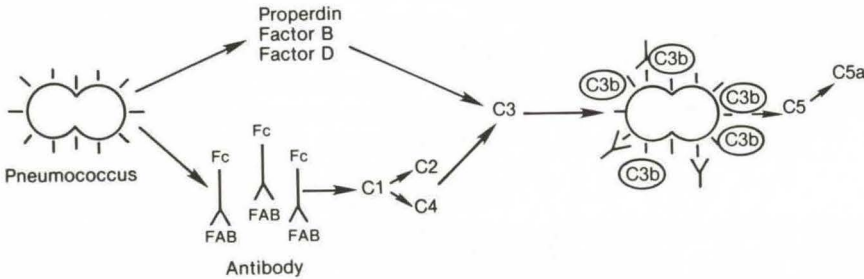 Properdin
Factor B
Factor D
Pneumococcus
Fc
Fc
Fc
FAB
FAB
FAB
Antibody
C1
C2
C4
C3
C3b
C3b
C3b
C3b
C3b
C5
C5a